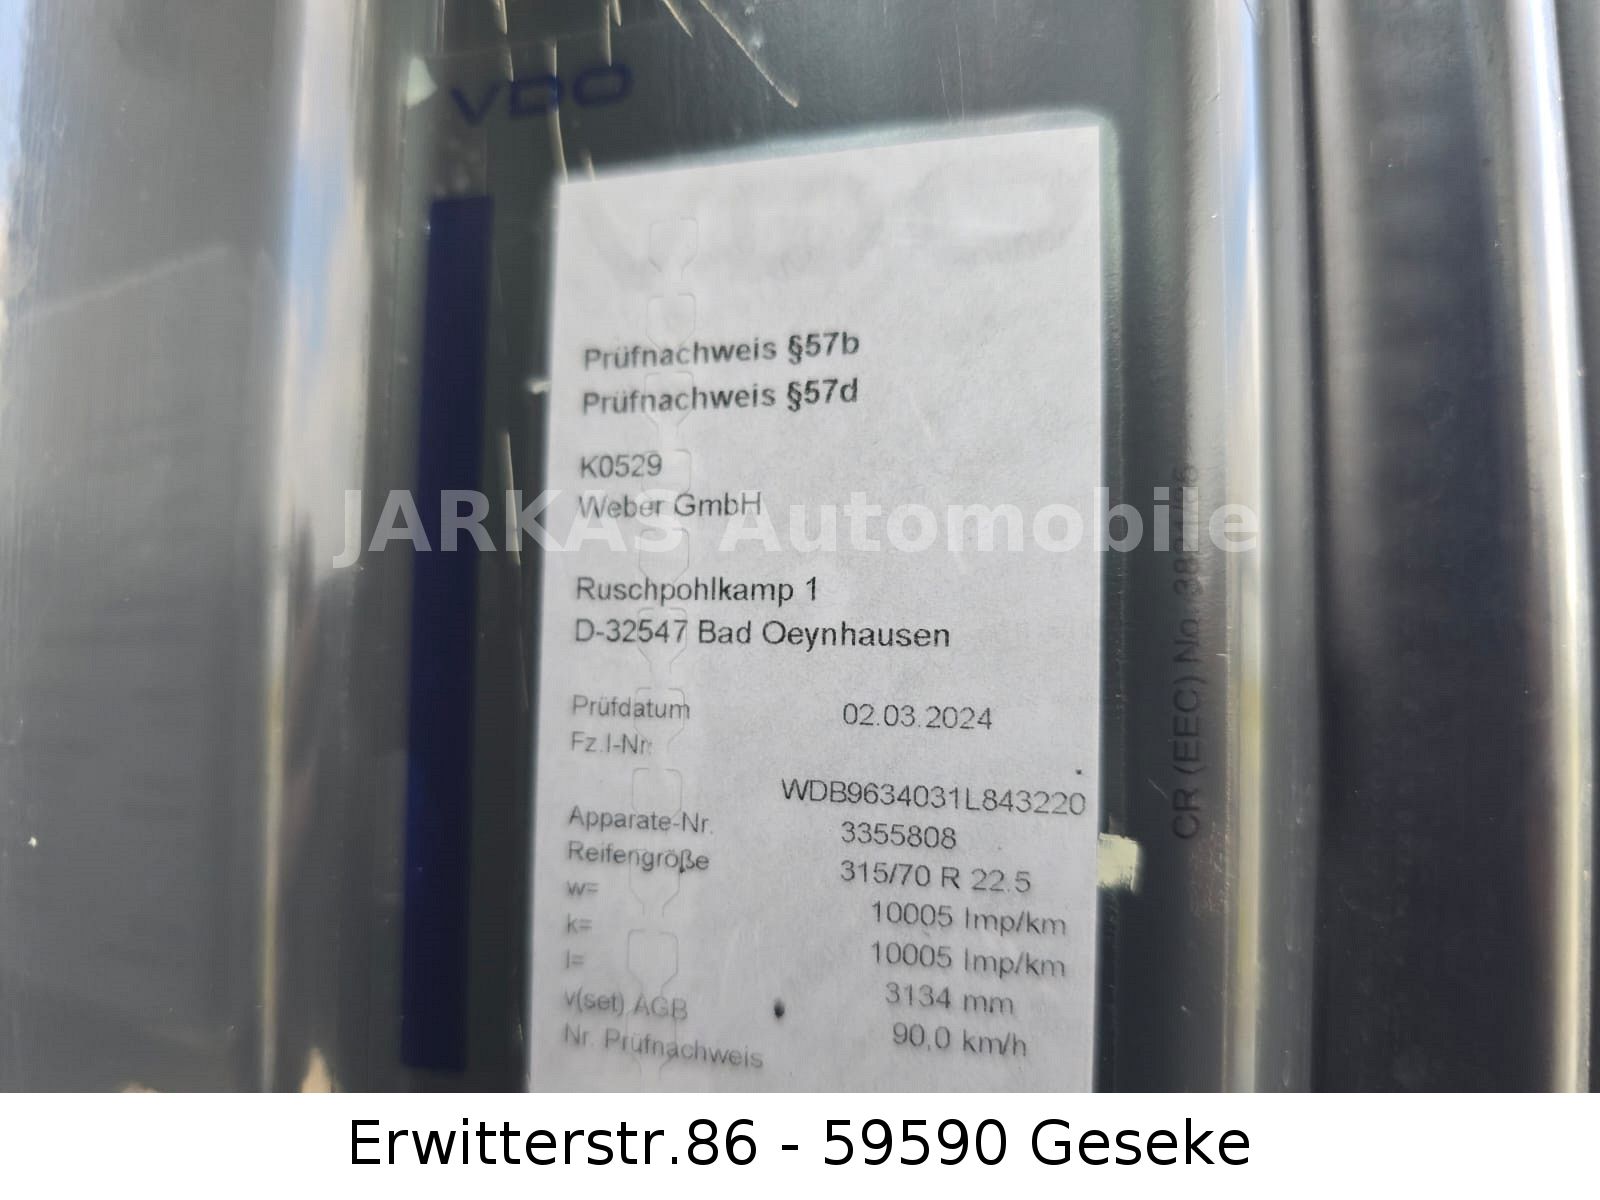 VDO
Prüfnachweis §57b
Prüfnachweis §57d
K0529
Weber GmbH
JARKAS Automobile
Ruschpohlkamp 1
D-32547 Bad Oeynhausen
Prüfdatum 02.03.2024
Fz.I-Nr.
WDB9634031L843220
Apparate-Nr. 3355808
Reifengröße 315/70 R 22.5
w= 10005 Imp/km
k= 10005 Imp/km
l= 3134 mm
v(set) AGB 90,0 km/h
Nr. Prüfnachweis
CR (EEC) No.
Erwitterstr.86 - 59590 Geseke